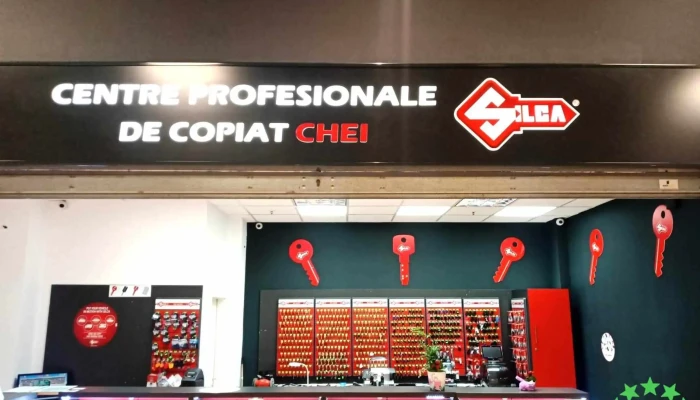 CENTRE PROFESIONALE
DE COPIAT CHEI
SILCA®